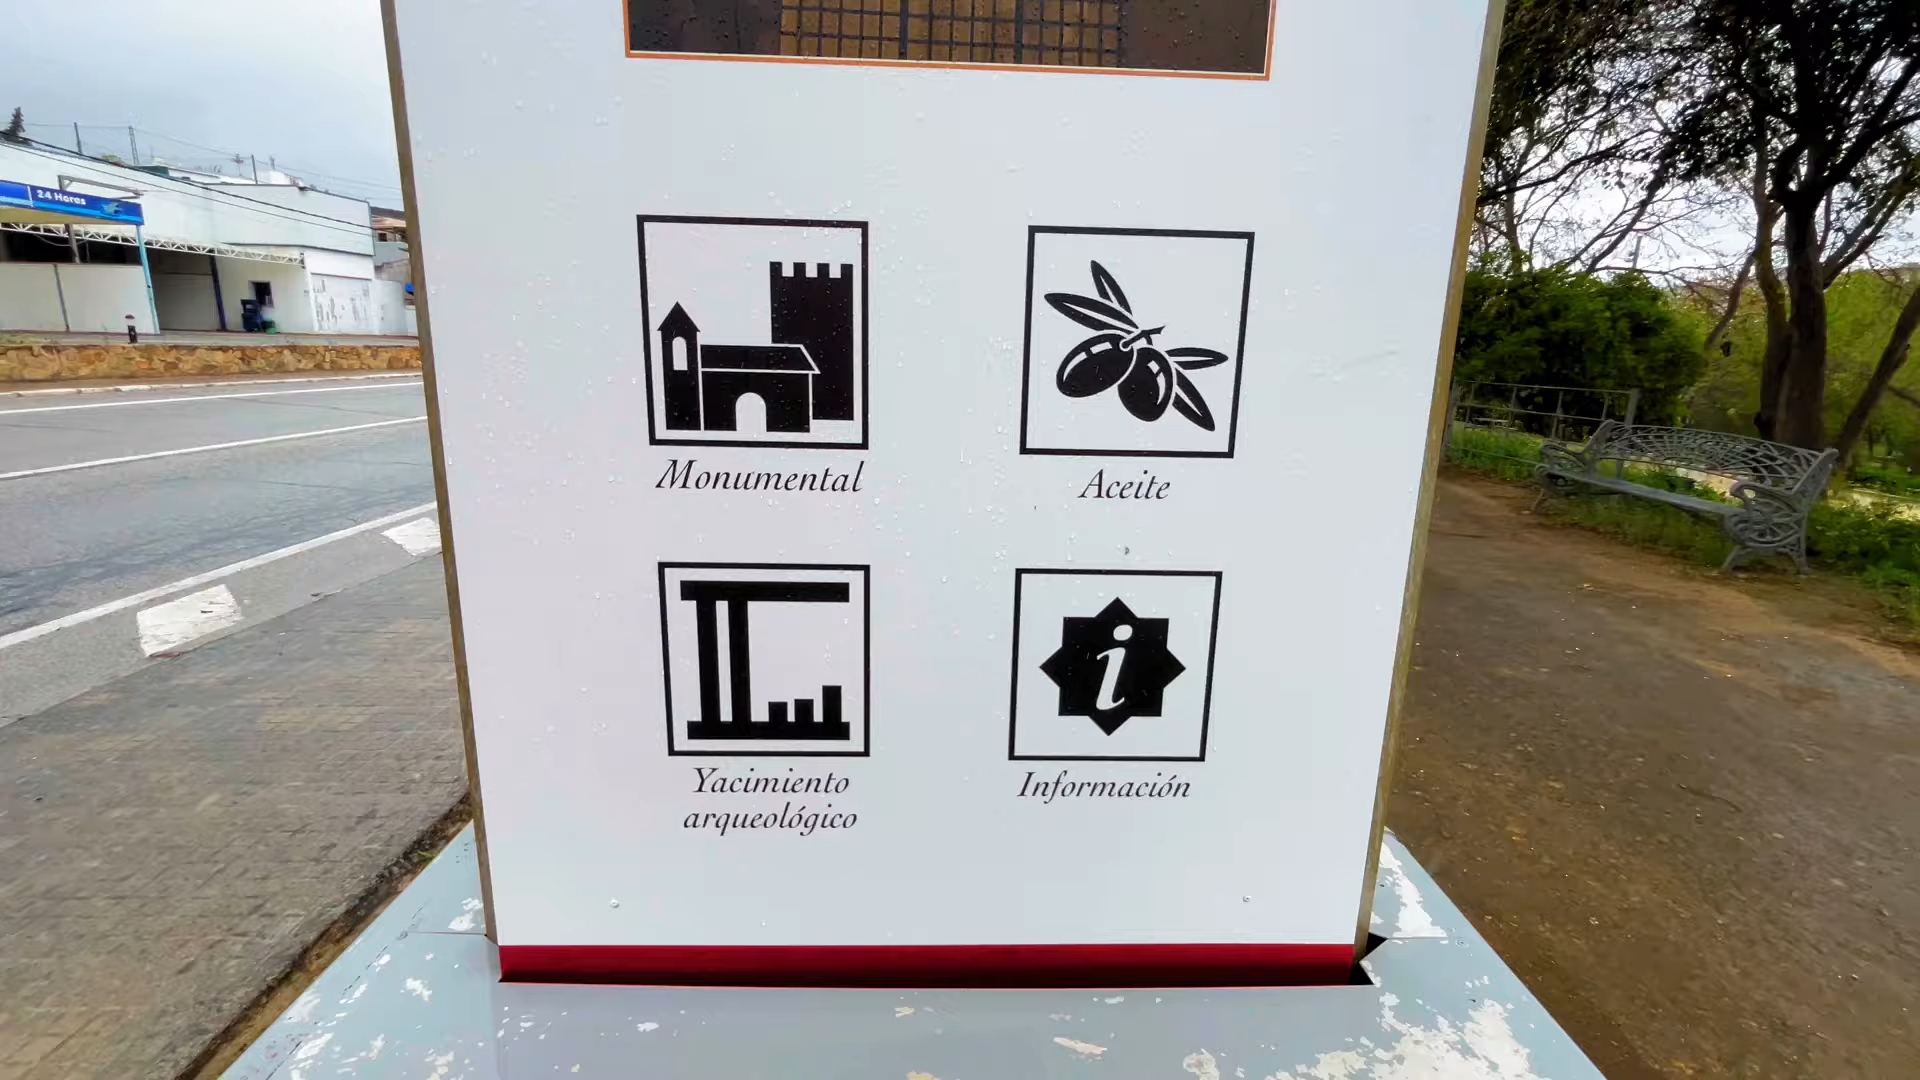 24 Horas
Monumental
Aceite
Yacimiento
arqueológico
i
Información